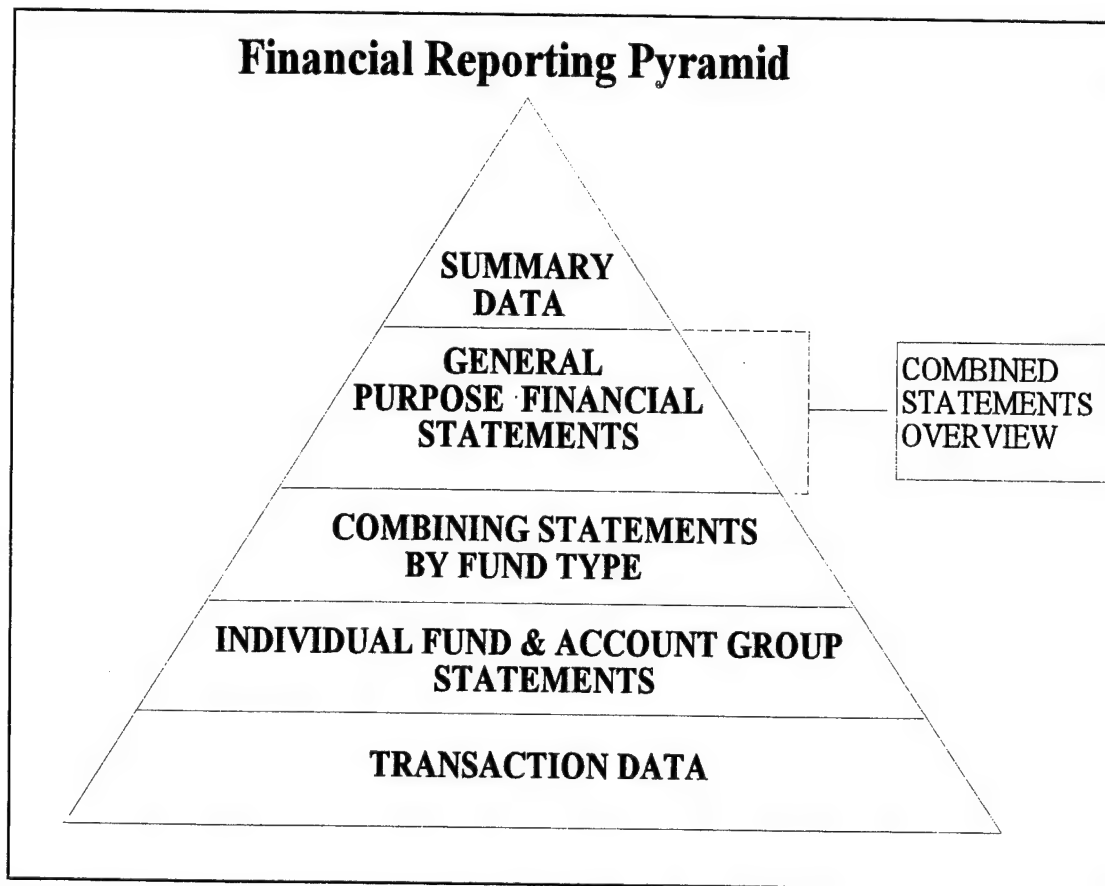 Financial Reporting Pyramid
SUMMARY
DATA
GENERAL
PURPOSE FINANCIAL
STATEMENTS
COMBINED
STATEMENTS
OVERVIEW
COMBINING STATEMENTS
BY FUND TYPE
INDIVIDUAL FUND & ACCOUNT GROUP
STATEMENTS
TRANSACTION DATA